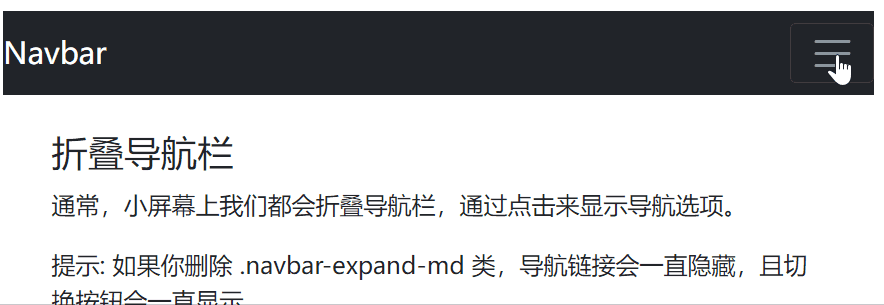 Navbar
折叠导航栏
通常，小屏幕上我们都会折叠导航栏，通过点击来显示导航选项。
提示: 如果你删除 .navbar-expand-md 类，导航链接会一直隐藏，且切
换按钮会一直显示